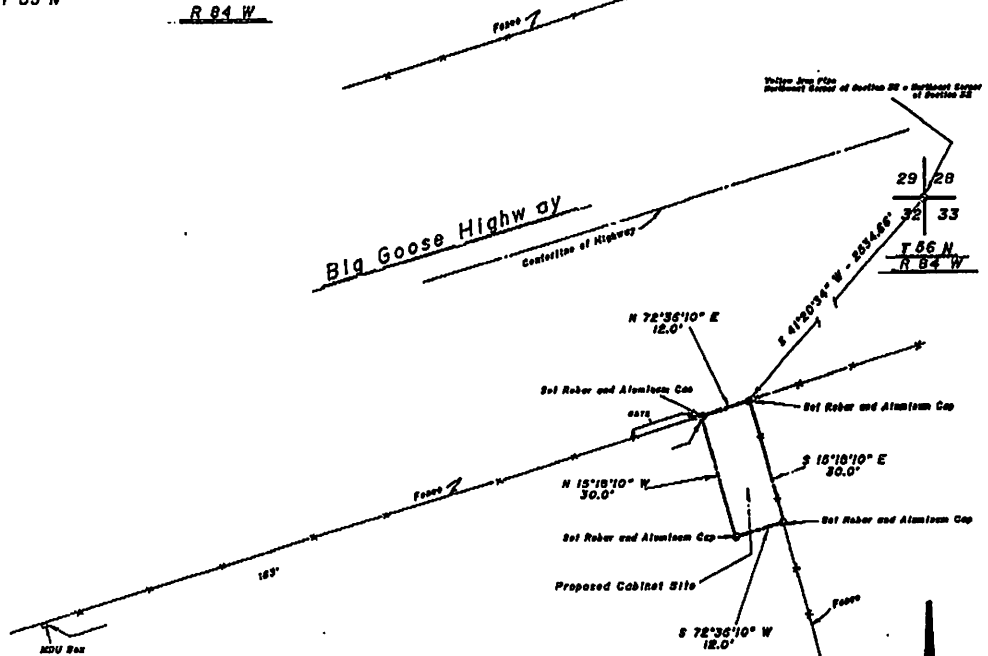 R 84 W
Fence
Yellow Iron Pipe
Northwest Corner of Section 33 - Northeast Corner
of Section 32
29 28
32 33
T 56 N
R 84 W
Big Goose Highway
Centerline of Highway
S 41°20'34" W - 2534.86'
N 72°36'10" E
12.0'
Set Rebar and Aluminum Cap
GATE
Set Rebar and Aluminum Cap
S 15°18'10" E
30.0'
N 15°18'10" W
30.0'
Fence
Set Rebar and Aluminum Cap
Set Rebar and Aluminum Cap
163'
Proposed Cabinet Site
Fence
S 72°36'10" W
12.0'
MDU Box